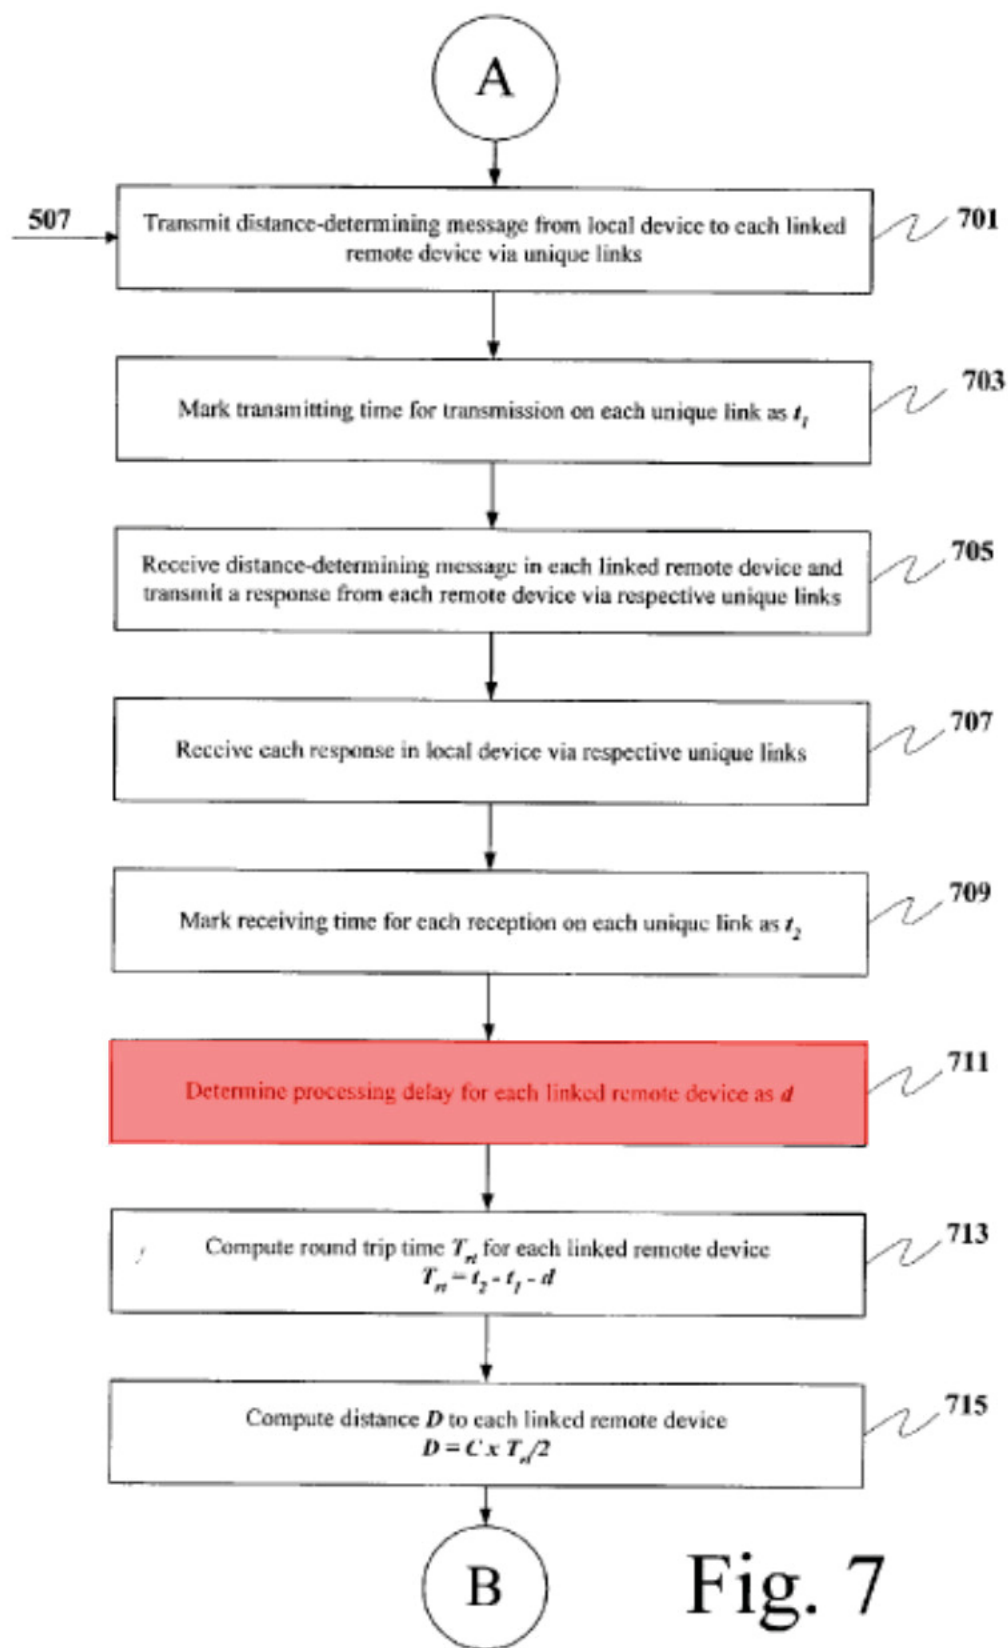 A
507
Transmit distance-determining message from local device to each linked
remote device via unique links
701
Mark transmitting time for transmission on each unique link as t₁
703
Receive distance-determining message in each linked remote device and
transmit a response from each remote device via respective unique links
705
Receive each response in local device via respective unique links
707
Mark receiving time for each reception on each unique link as t₂
709
Determine processing delay for each linked remote device as d
711
Compute round trip time Tᵣₜ for each linked remote device
Tᵣₜ = t₂ - t₁ - d
713
Compute distance D to each linked remote device
D = C x Tᵣₜ/2
715
B
Fig. 7